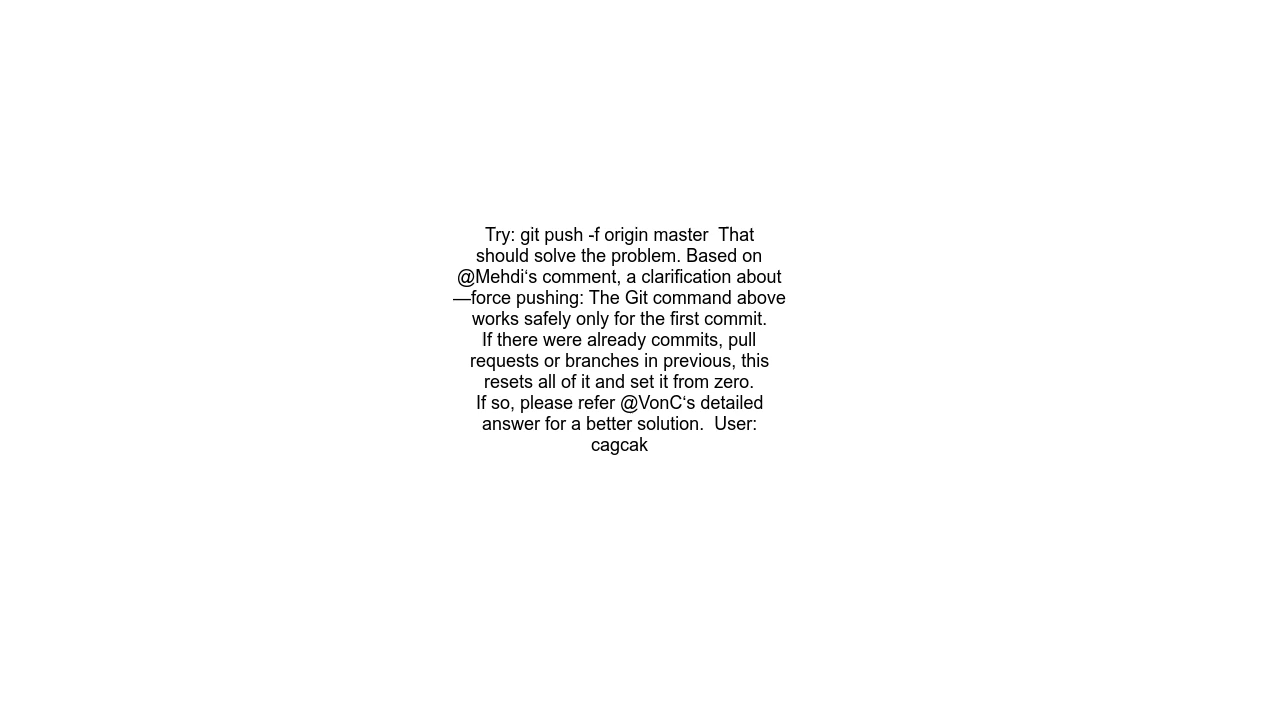 Try: git push -f origin master  That
should solve the problem. Based on
@Mehdi‘s comment, a clarification about
—force pushing: The Git command above
works safely only for the first commit.
If there were already commits, pull
requests or branches in previous, this
resets all of it and set it from zero.
If so, please refer @VonC‘s detailed
answer for a better solution.  User:
cagcak